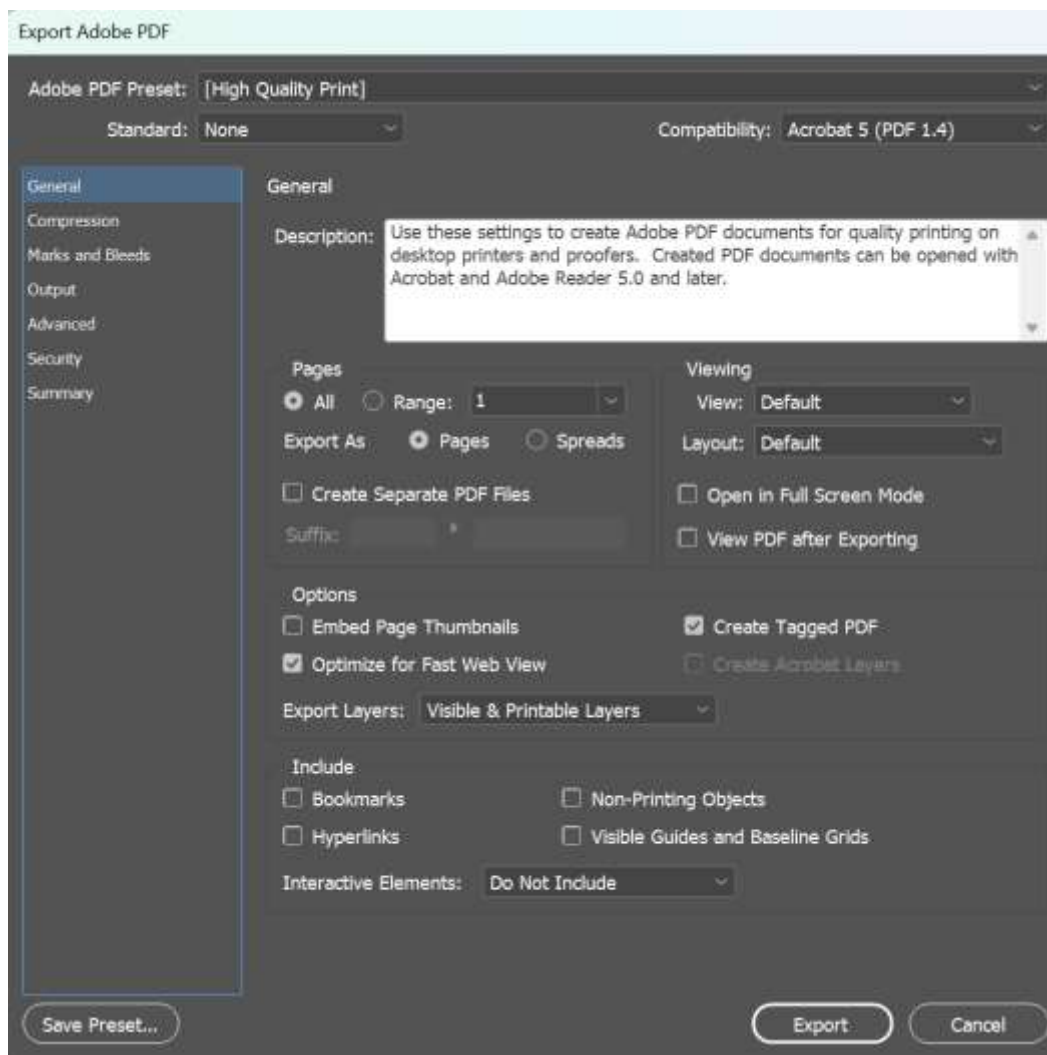 Export Adobe PDF
Adobe PDF Preset: [High Quality Print]
Standard: None Compatibility: Acrobat 5 (PDF 1.4)
General
Compression
Marks and Bleeds
Output
Advanced
Security
Summary
General
Description: Use these settings to create Adobe PDF documents for quality printing on
desktop printers and proofers. Created PDF documents can be opened with
Acrobat and Adobe Reader 5.0 and later.
Pages
All Range: 1
Export As Pages Spreads
Create Separate PDF Files
Suffix:
Viewing
View: Default
Layout: Default
Open in Full Screen Mode
View PDF after Exporting
Options
Embed Page Thumbnails Create Tagged PDF
Optimize for Fast Web View Create Acrobat Layers
Export Layers: Visible & Printable Layers
Include
Bookmarks Non-Printing Objects
Hyperlinks Visible Guides and Baseline Grids
Interactive Elements: Do Not Include
Save Preset... Export Cancel